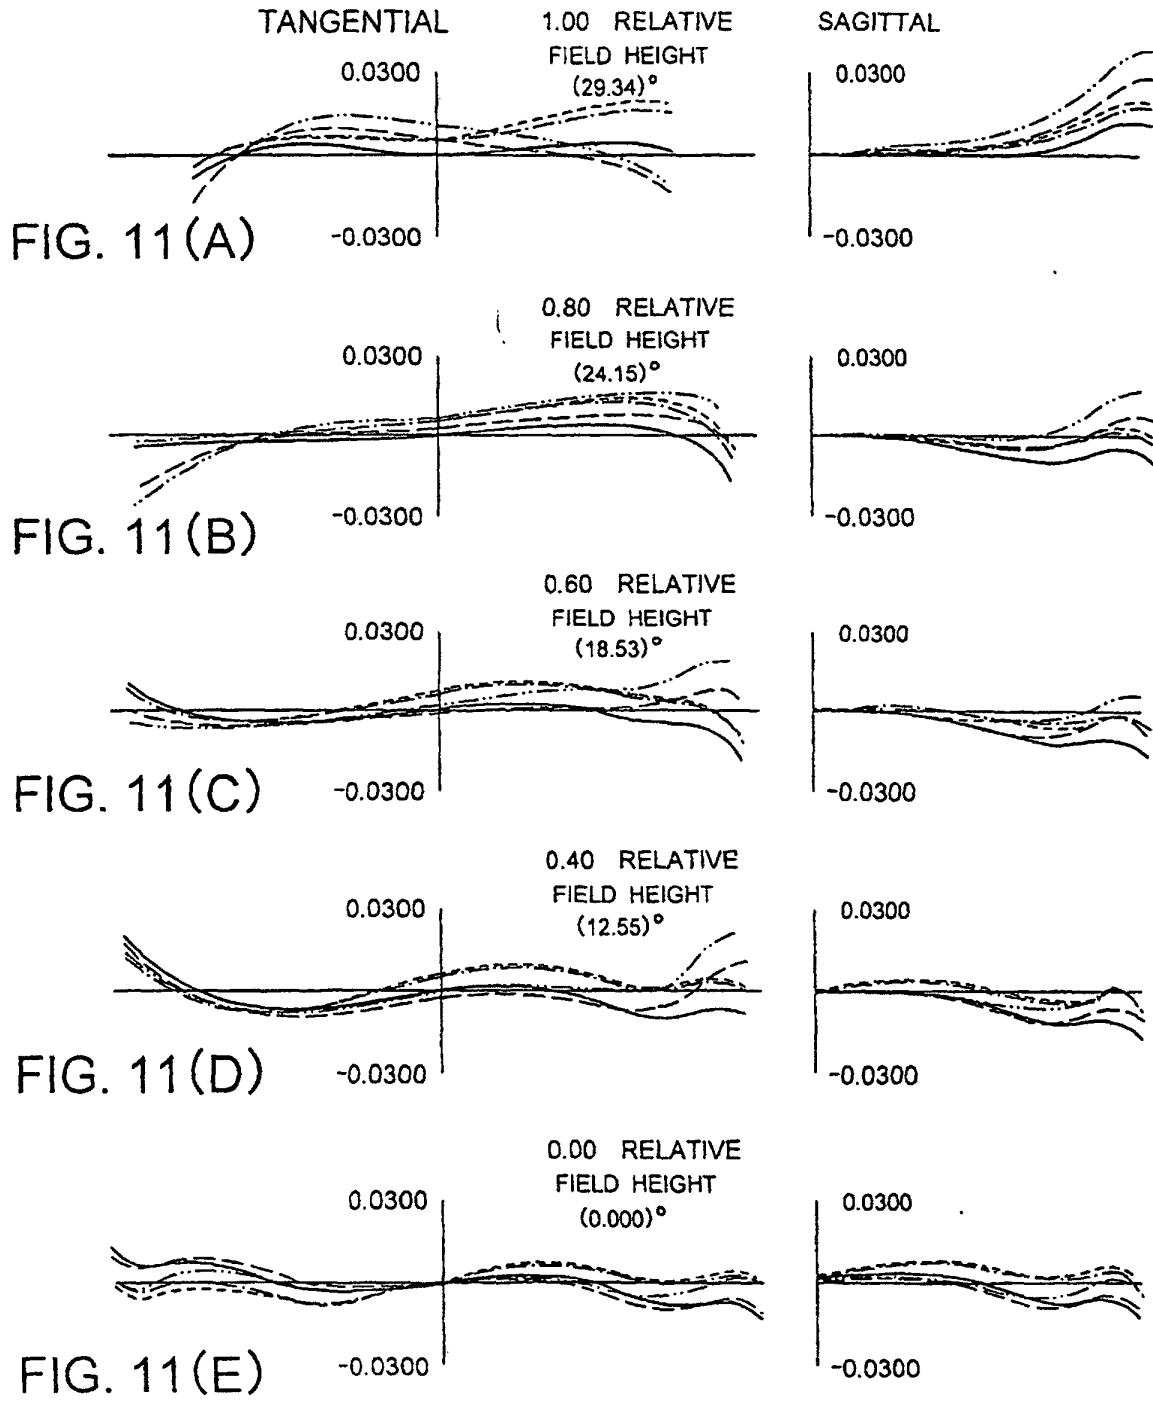 TANGENTIAL
1.00 RELATIVE
FIELD HEIGHT
(29.34)°
SAGITTAL
0.0300
0.0300
FIG. 11(A)
-0.0300
-0.0300
0.80 RELATIVE
FIELD HEIGHT
(24.15)°
0.0300
0.0300
FIG. 11(B)
-0.0300
-0.0300
0.60 RELATIVE
FIELD HEIGHT
(18.53)°
0.0300
0.0300
FIG. 11(C)
-0.0300
-0.0300
0.40 RELATIVE
FIELD HEIGHT
(12.55)°
0.0300
0.0300
FIG. 11(D)
-0.0300
-0.0300
0.00 RELATIVE
FIELD HEIGHT
(0.000)°
0.0300
0.0300
FIG. 11(E)
-0.0300
-0.0300